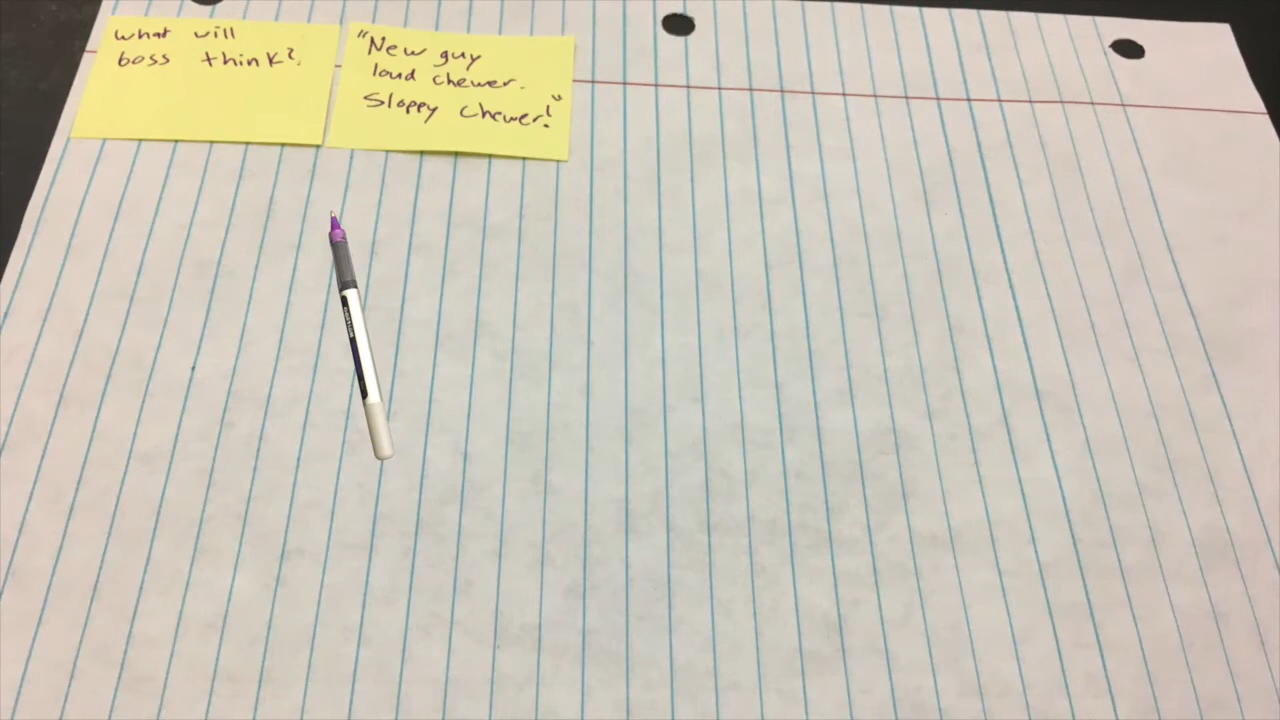 what will
boss think?
"New guy
loud chewer.
Sloppy chewer!"